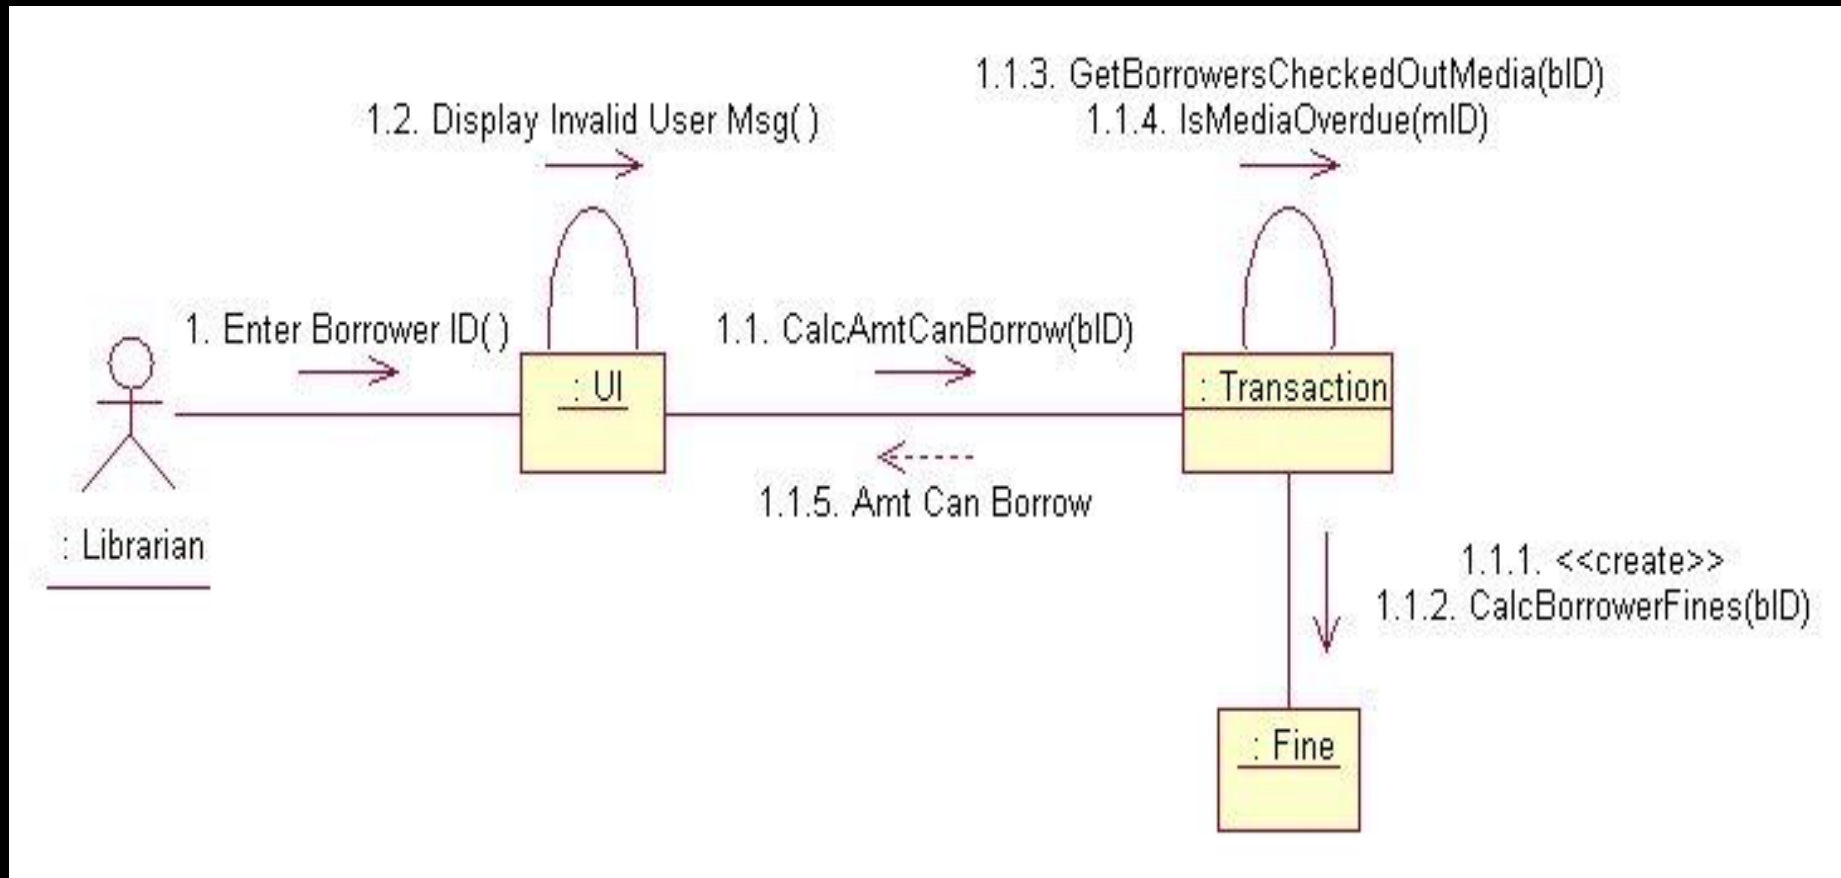 1.1.3. GetBorrowersCheckedOutMedia(bID)
1.2. Display Invalid User Msg( )
1.1.4. IsMediaOverdue(mID)
1. Enter Borrower ID( )
1.1. CalcAmtCanBorrow(bID)
: UI
: Transaction
1.1.5. Amt Can Borrow
: Librarian
1.1.1. <<create>>
1.1.2. CalcBorrowerFines(bID)
: Fine